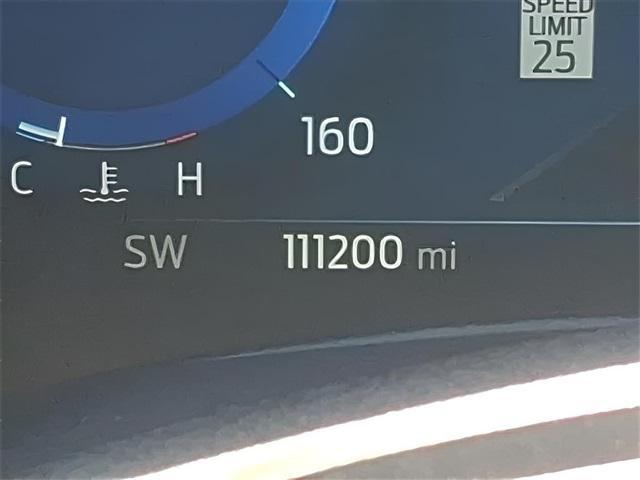 SPEED
LIMIT
25
160
C H
SW 111200 mi